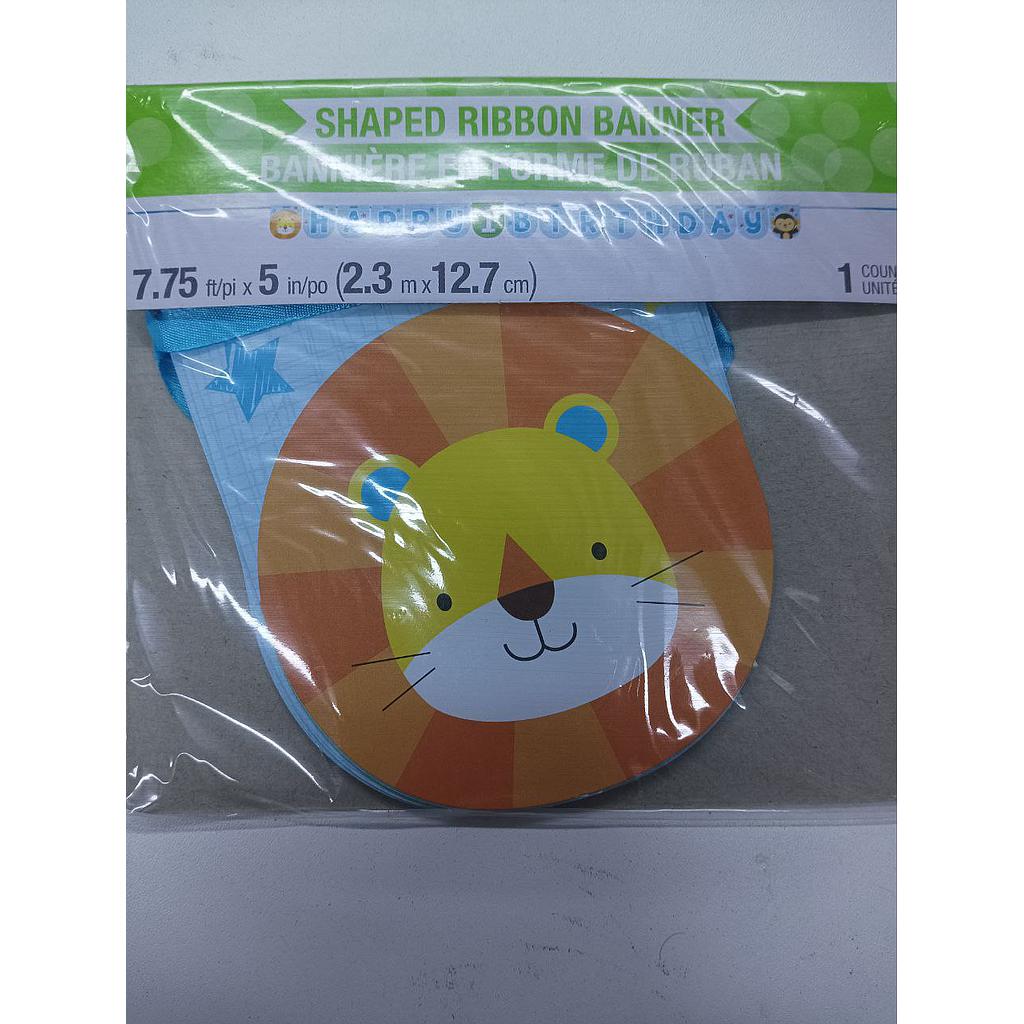 SHAPED RIBBON BANNER
BANNIÈRE EN FORME DE RUBAN
HAPPY 1 BIRTHDAY
7.75 ft/pi x 5 in/po (2.3 m x 12.7 cm)
1 COUN
UNITÉ